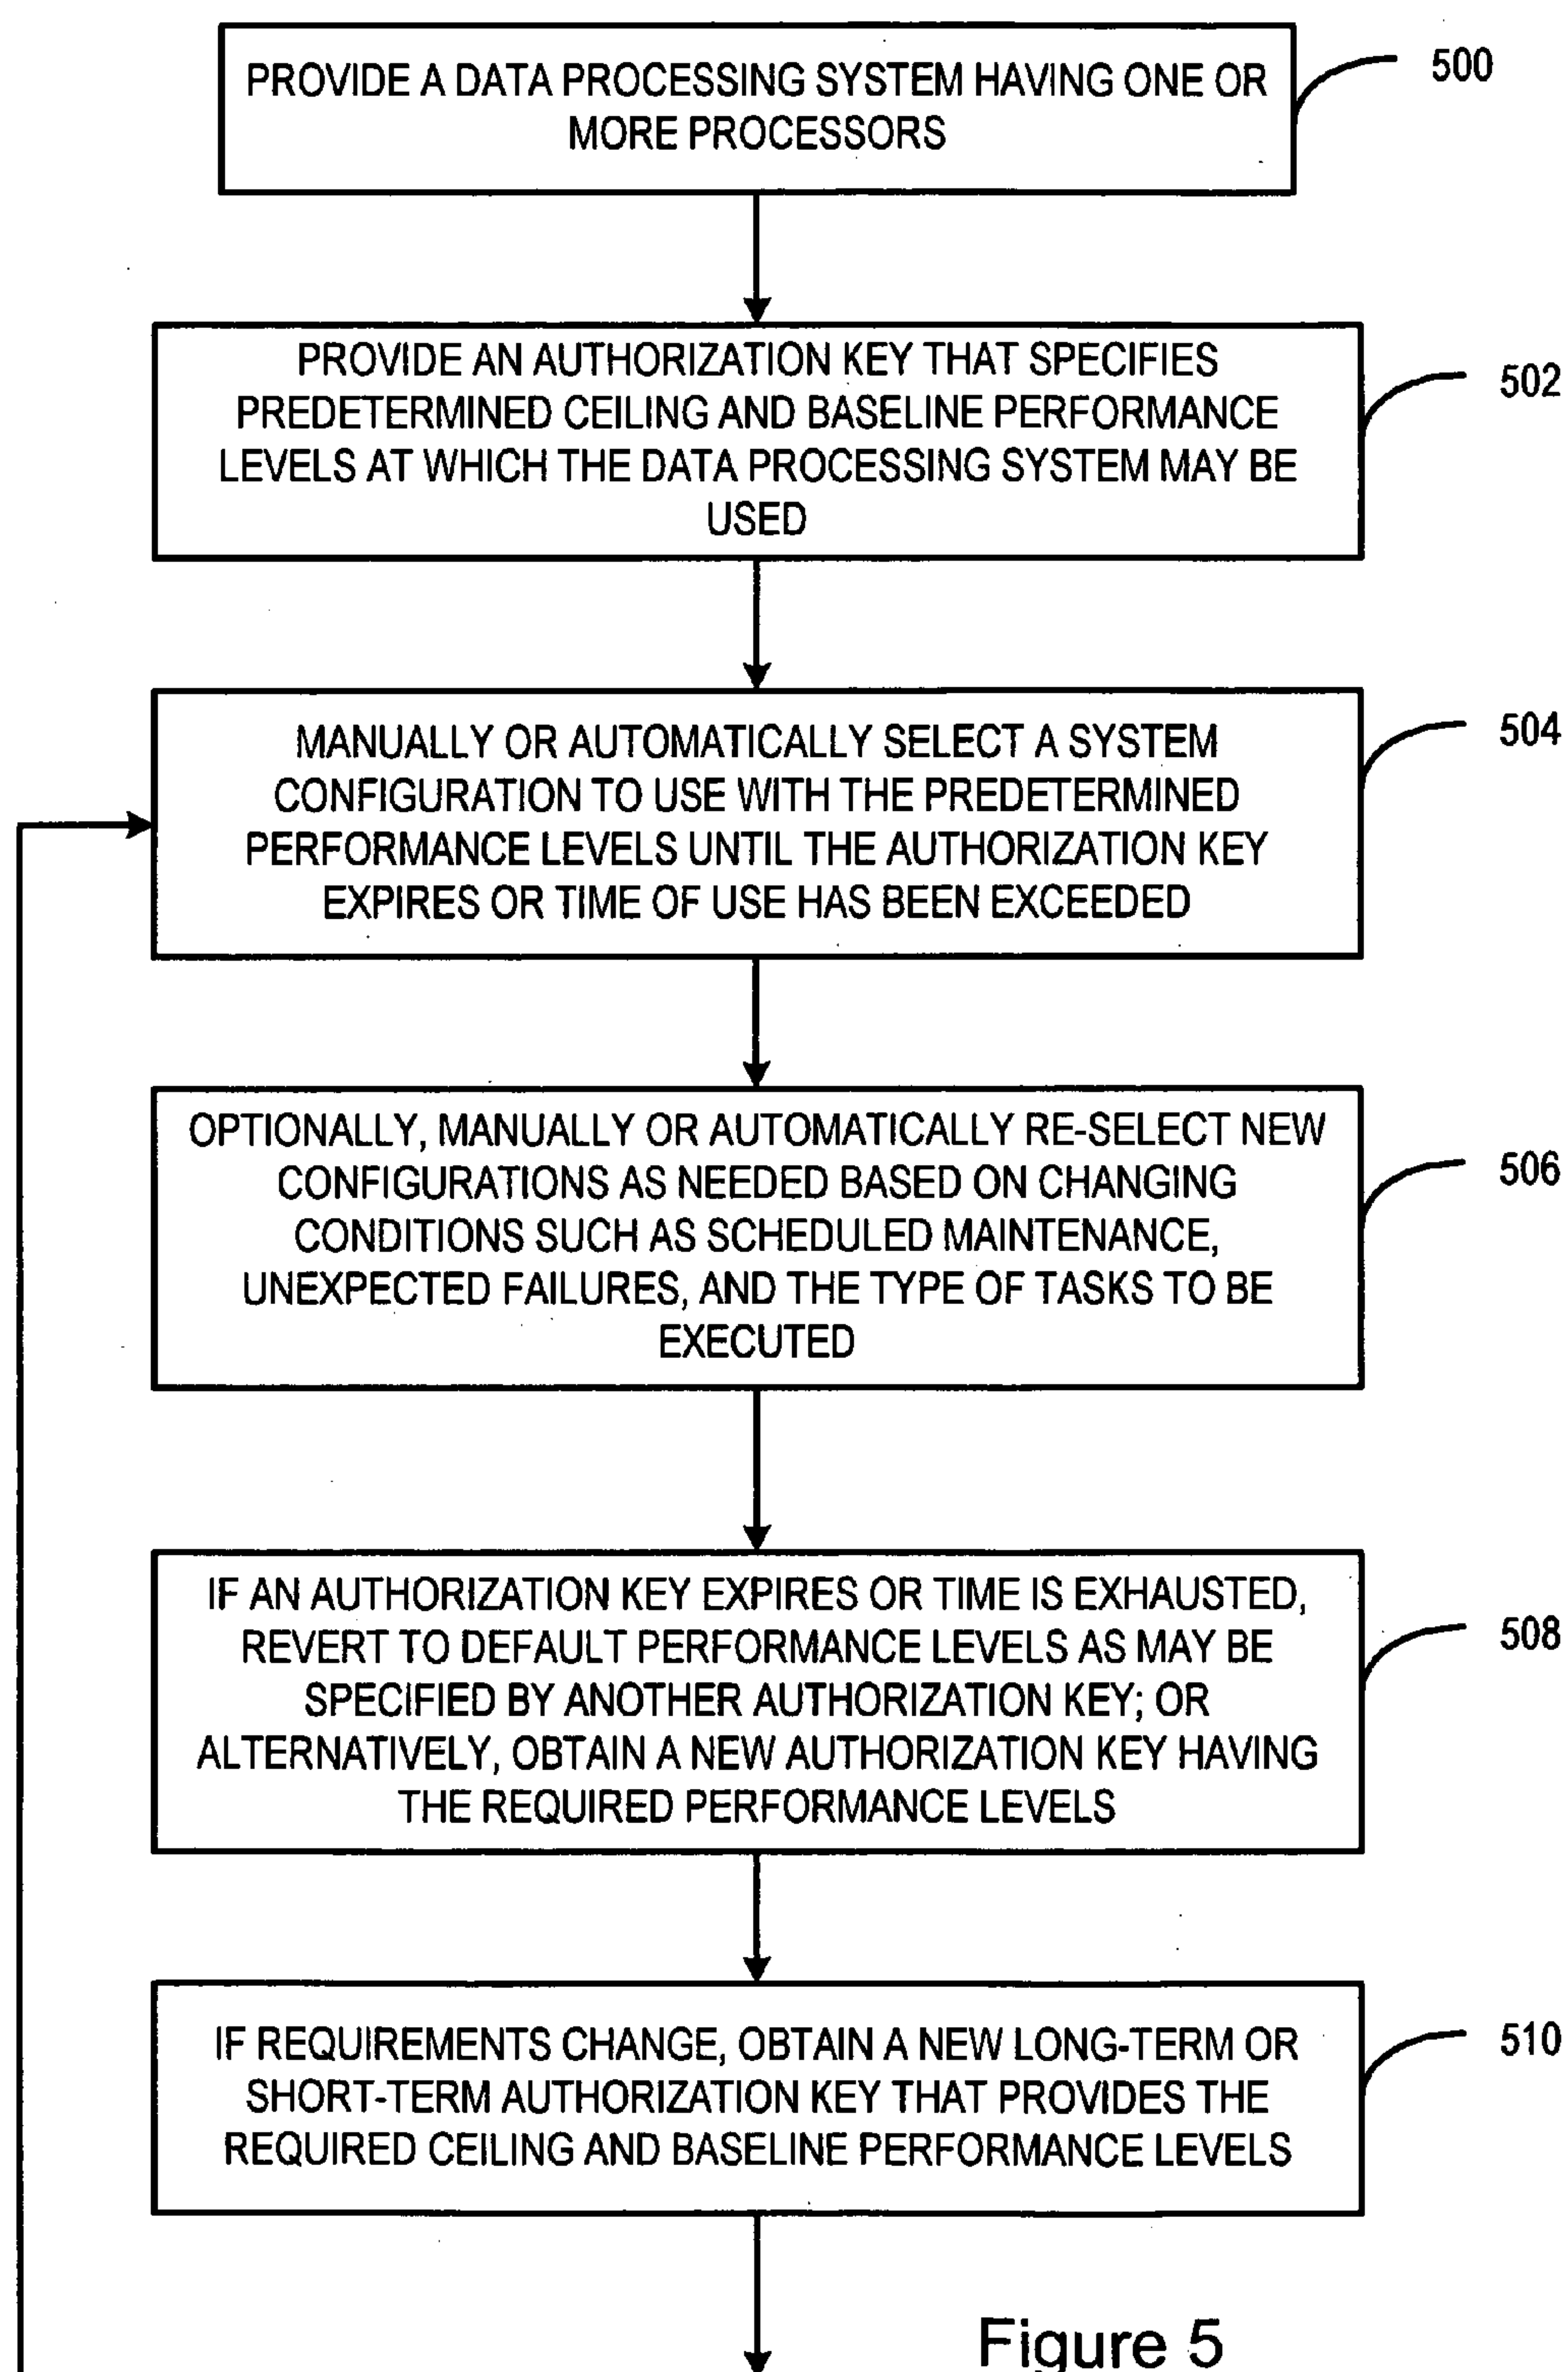 PROVIDE A DATA PROCESSING SYSTEM HAVING ONE OR
MORE PROCESSORS
500
PROVIDE AN AUTHORIZATION KEY THAT SPECIFIES
PREDETERMINED CEILING AND BASELINE PERFORMANCE
LEVELS AT WHICH THE DATA PROCESSING SYSTEM MAY BE
USED
502
MANUALLY OR AUTOMATICALLY SELECT A SYSTEM
CONFIGURATION TO USE WITH THE PREDETERMINED
PERFORMANCE LEVELS UNTIL THE AUTHORIZATION KEY
EXPIRES OR TIME OF USE HAS BEEN EXCEEDED
504
OPTIONALLY, MANUALLY OR AUTOMATICALLY RE-SELECT NEW
CONFIGURATIONS AS NEEDED BASED ON CHANGING
CONDITIONS SUCH AS SCHEDULED MAINTENANCE,
UNEXPECTED FAILURES, AND THE TYPE OF TASKS TO BE
EXECUTED
506
IF AN AUTHORIZATION KEY EXPIRES OR TIME IS EXHAUSTED,
REVERT TO DEFAULT PERFORMANCE LEVELS AS MAY BE
SPECIFIED BY ANOTHER AUTHORIZATION KEY; OR
ALTERNATIVELY, OBTAIN A NEW AUTHORIZATION KEY HAVING
THE REQUIRED PERFORMANCE LEVELS
508
IF REQUIREMENTS CHANGE, OBTAIN A NEW LONG-TERM OR
SHORT-TERM AUTHORIZATION KEY THAT PROVIDES THE
REQUIRED CEILING AND BASELINE PERFORMANCE LEVELS
510
Figure 5